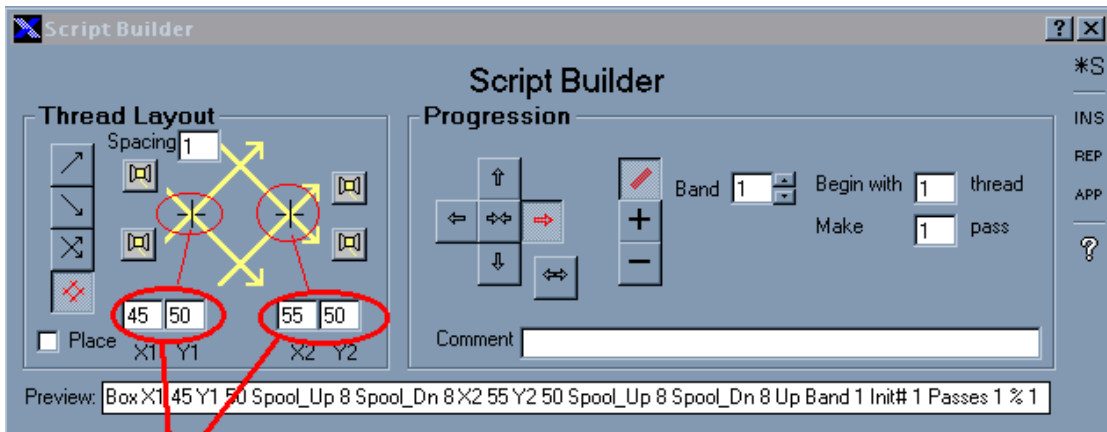 Script Builder
Script Builder
*S
INS
REP
APP
Thread Layout
Spacing 1
45 50
55 50
Place
X1 Y1
X2 Y2
Progression
Band 1
Begin with 1 thread
Make 1 pass
Comment
Preview: Box X1 45 Y1 50 Spool_Up 8 Spool_Dn 8 X2 55 Y2 50 Spool_Up 8 Spool_Dn 8 Up Band 1 Init# 1 Passes 1 % 1